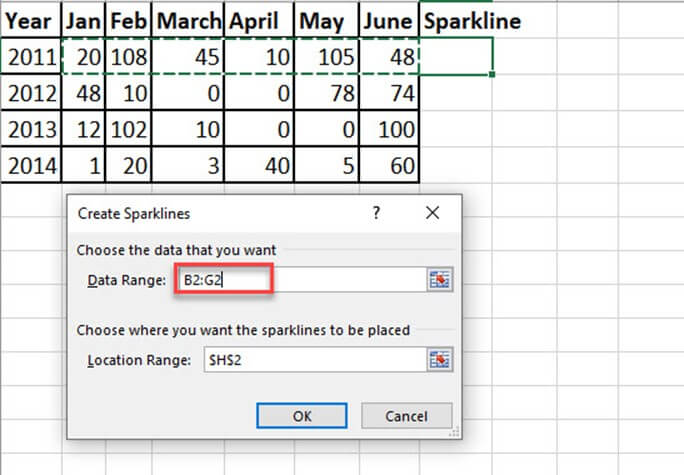 Year Jan Feb March April May June Sparkline
2011 20 108 45 10 105 48
2012 48 10 0 0 78 74
2013 12 102 10 0 0 100
2014 1 20 3 40 5 60
Create Sparklines ?
Choose the data that you want
Data Range: B2:G2
Choose where you want the sparklines to be placed
Location Range: $H$2
OK Cancel